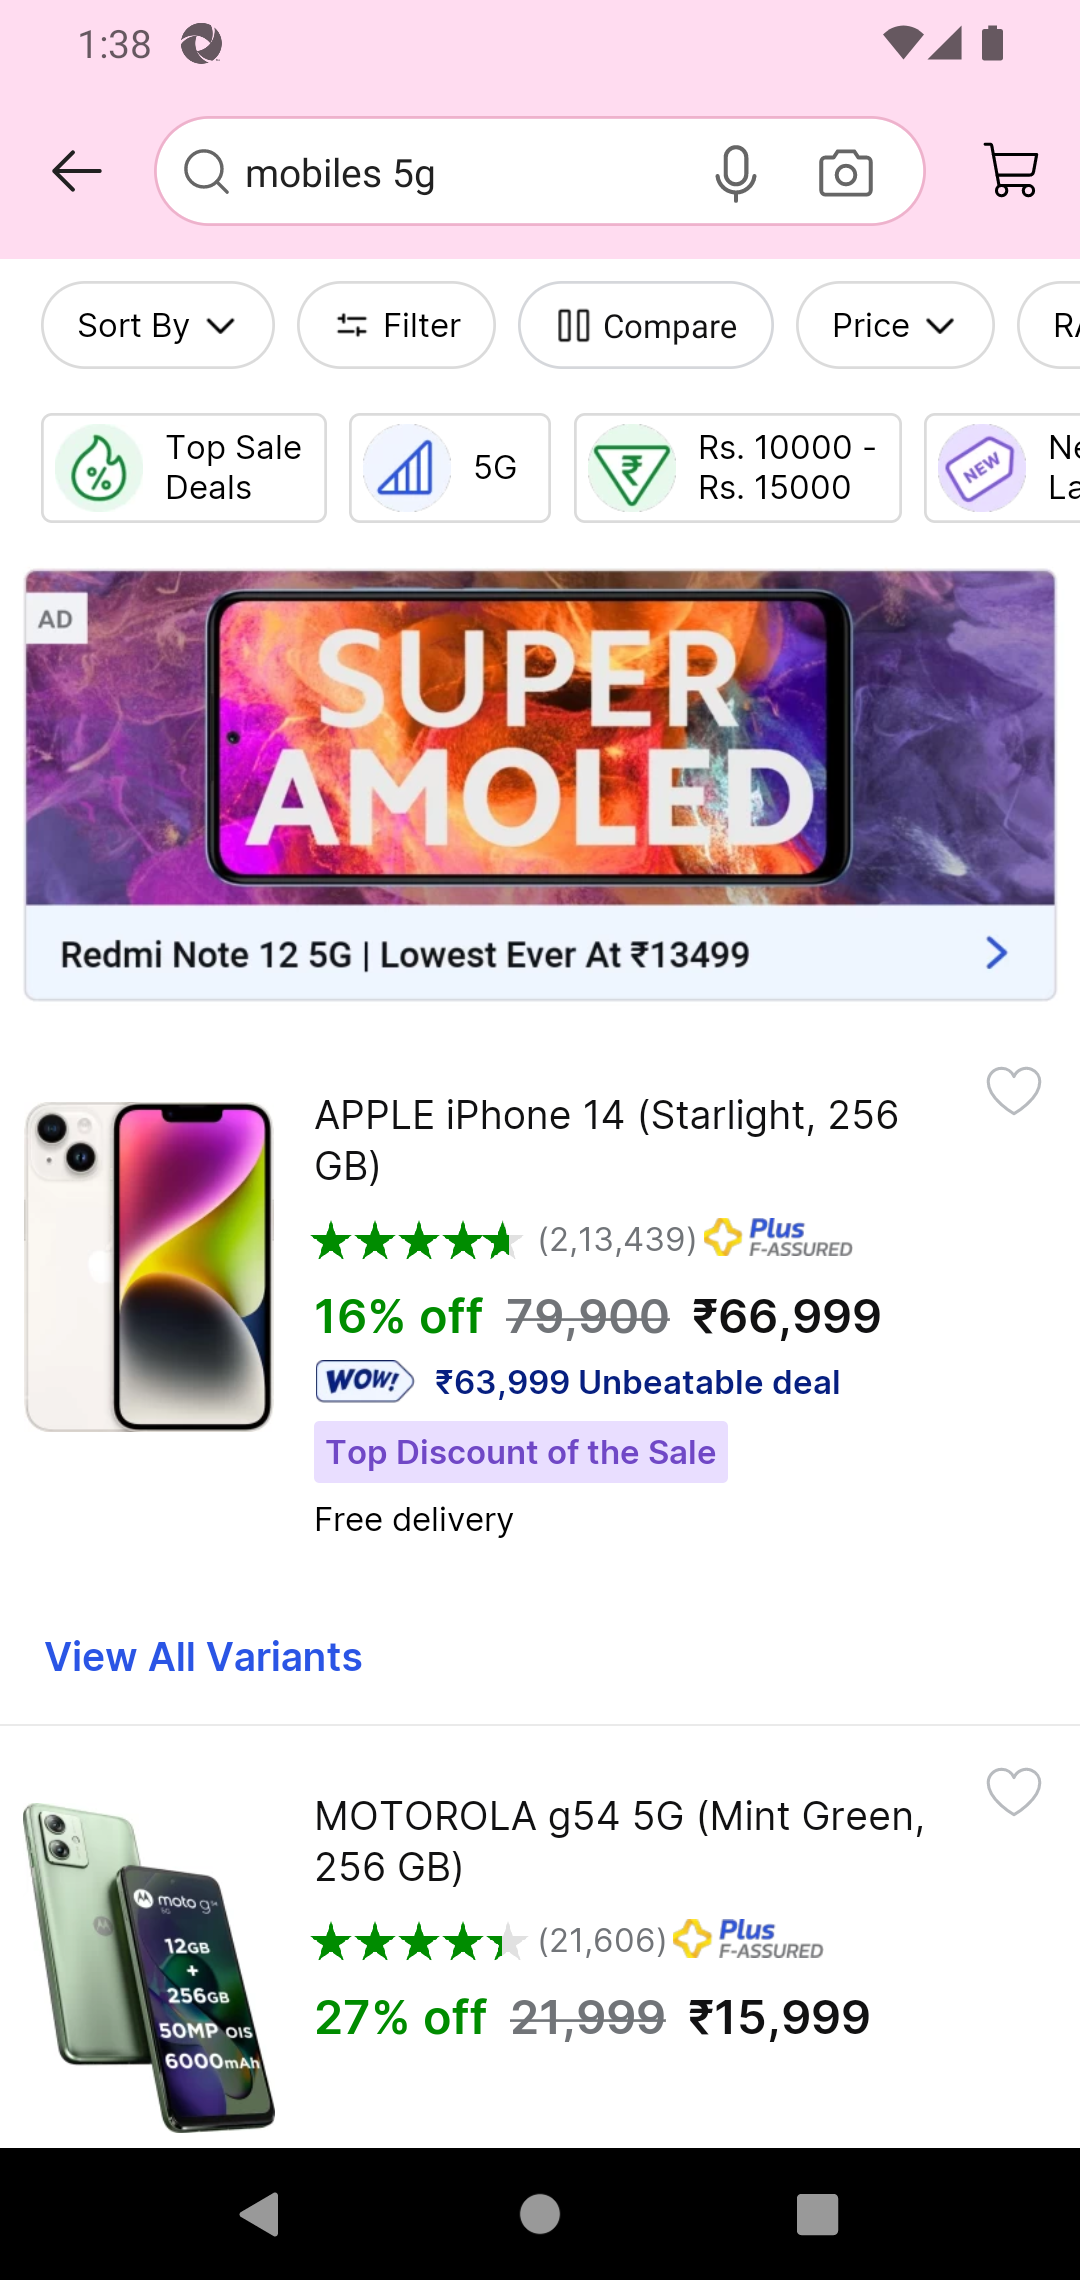 1:38
mobiles 5g
Sort By
Filter
Compare
Price
RA
Top Sale
Deals
5G
Rs. 10000 -
Rs. 15000
NEW
Ne
La
AD
SUPER
AMOLED
Redmi Note 12 5G | Lowest Ever At ₹13499
APPLE iPhone 14 (Starlight, 256
GB)
(2,13,439)
Plus
F-ASSURED
16% off 79,900 ₹66,999
WOW! ₹63,999 Unbeatable deal
Top Discount of the Sale
Free delivery
View All Variants
MOTOROLA g54 5G (Mint Green,
256 GB)
(21,606)
Plus
F-ASSURED
27% off 21,999 ₹15,999
moto g54
5G
12GB
+
256GB
50MP OIS
6000mAh